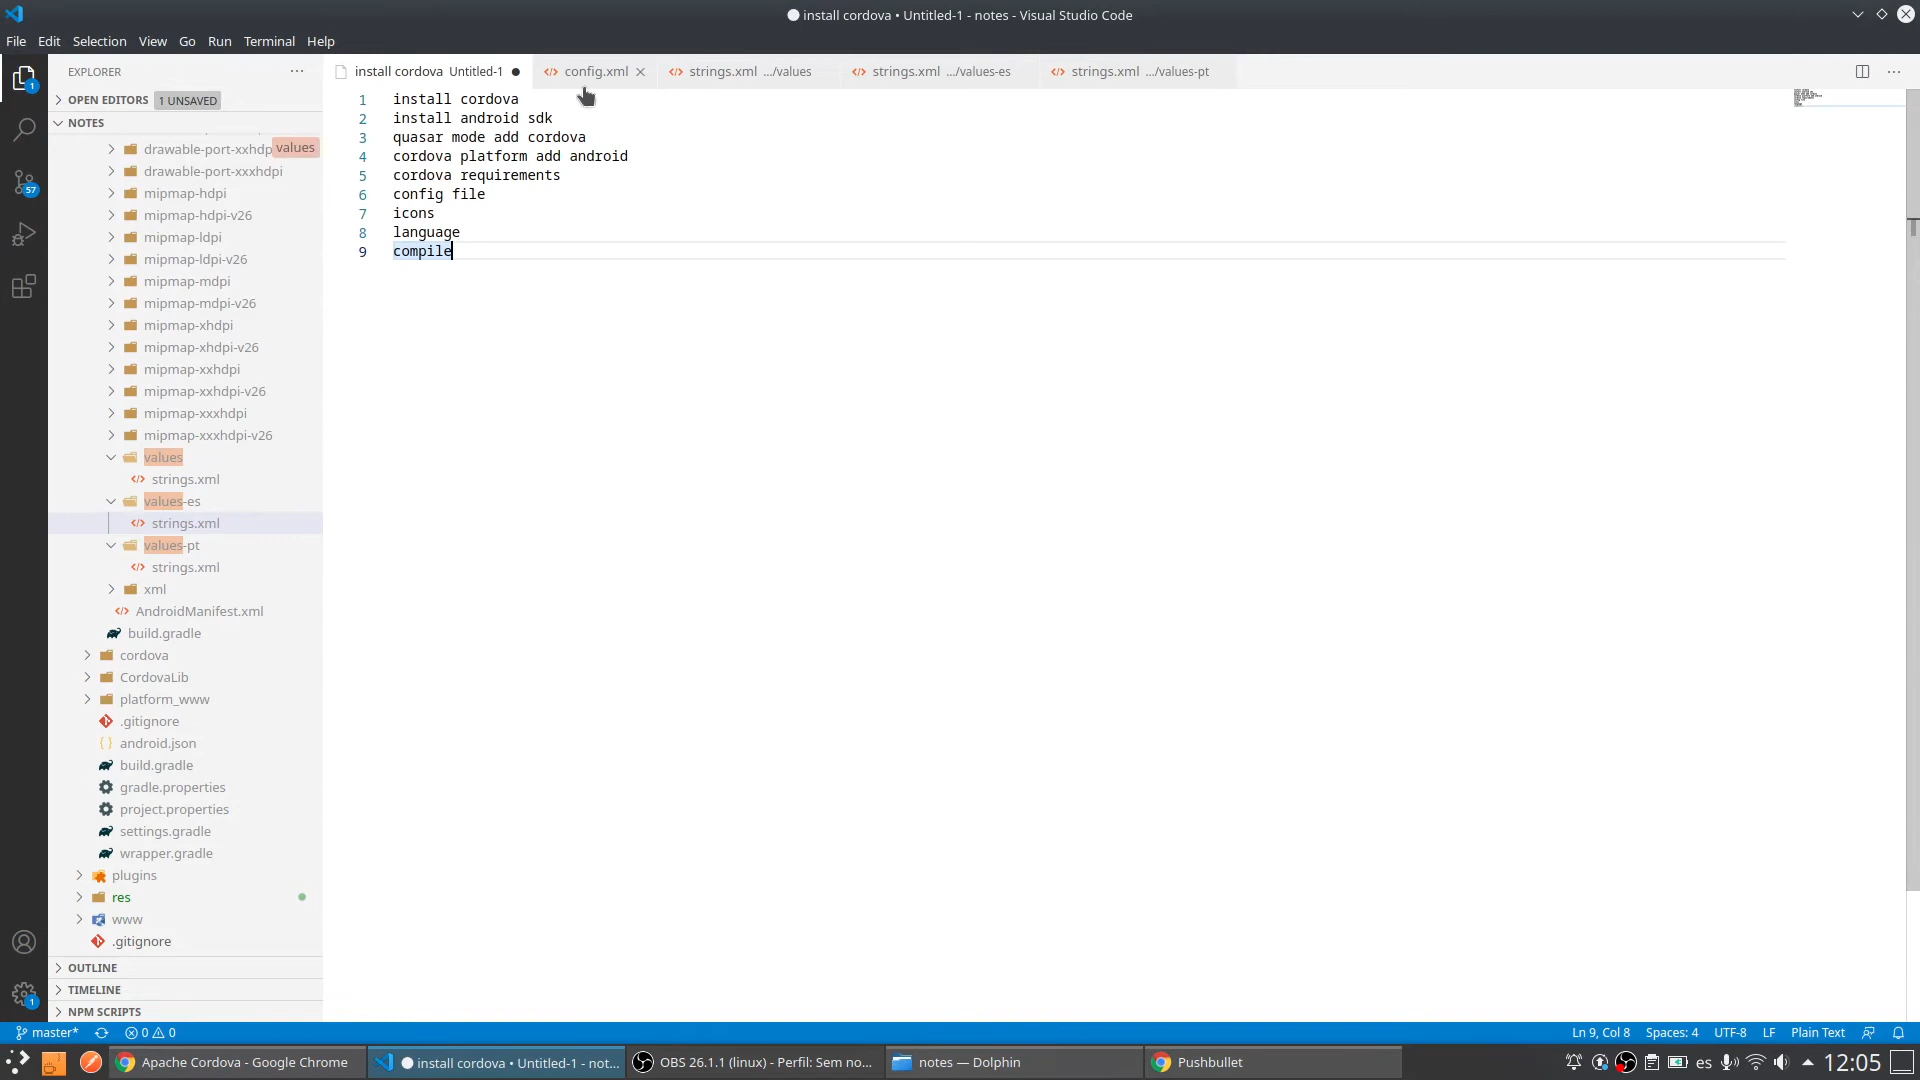 install cordova • Untitled-1 - notes - Visual Studio Code
File Edit Selection View Go Run Terminal Help
EXPLORER
install cordova Untitled-1
config.xml
strings.xml .../values
strings.xml .../values-es
strings.xml .../values-pt
OPEN EDITORS 1 UNSAVED
NOTES
values
drawable-port-xxhdp
drawable-port-xxxhdpi
mipmap-hdpi
mipmap-hdpi-v26
mipmap-ldpi
mipmap-ldpi-v26
mipmap-mdpi
mipmap-mdpi-v26
mipmap-xhdpi
mipmap-xhdpi-v26
mipmap-xxhdpi
mipmap-xxhdpi-v26
mipmap-xxxhdpi
mipmap-xxxhdpi-v26
values
strings.xml
values-es
strings.xml
values-pt
strings.xml
xml
AndroidManifest.xml
build.gradle
cordova
CordovaLib
platform_www
.gitignore
android.json
build.gradle
gradle.properties
project.properties
settings.gradle
wrapper.gradle
plugins
res
www
.gitignore
OUTLINE
TIMELINE
NPM SCRIPTS
1 install cordova
2 install android sdk
3 quasar mode add cordova
4 cordova platform add android
5 cordova requirements
6 config file
7 icons
8 language
9 compile
1
57
1
master* 0 0
Ln 9, Col 8 Spaces: 4 UTF-8 LF Plain Text
Apache Cordova - Google Chrome
install cordova • Untitled-1 - not...
OBS 26.1.1 (linux) - Perfil: Sem no...
notes — Dolphin
Pushbullet
es
12:05